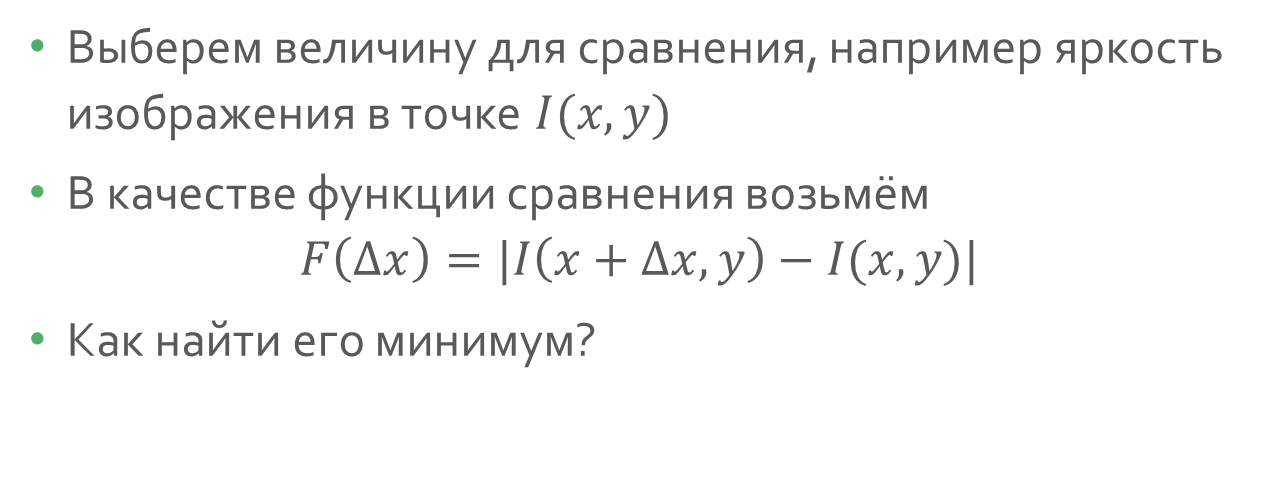 • Выберем величину для сравнения, например яркость
изображения в точке I(x, y)
• В качестве функции сравнения возьмём
F(Δx) = |I(x + Δx, y) − I(x, y)|
• Как найти его минимум?